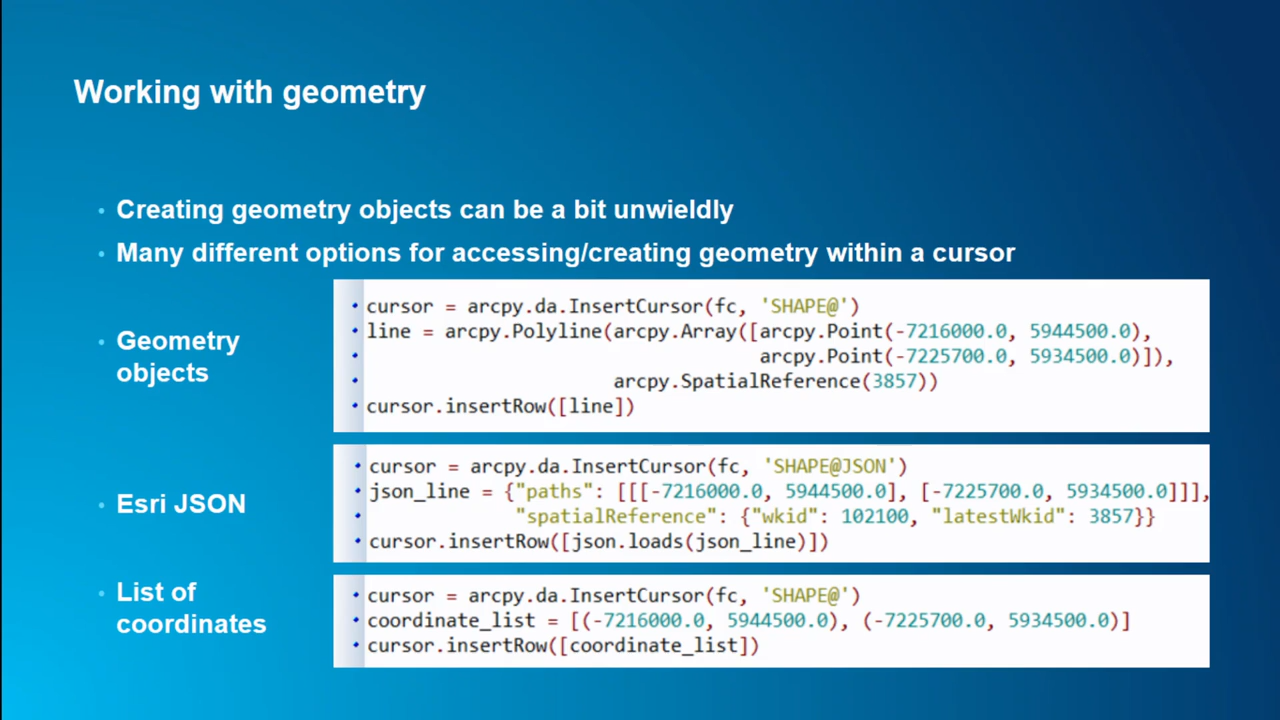 Working with geometry
• Creating geometry objects can be a bit unwieldly
• Many different options for accessing/creating geometry within a cursor
• Geometry
objects
cursor = arcpy.da.InsertCursor(fc, 'SHAPE@')
line = arcpy.Polyline(arcpy.Array([arcpy.Point(-7216000.0, 5944500.0),
arcpy.Point(-7225700.0, 5934500.0)]),
arcpy.SpatialReference(3857))
cursor.insertRow([line])
• Esri JSON
cursor = arcpy.da.InsertCursor(fc, 'SHAPE@JSON')
json_line = {"paths": [[[-7216000.0, 5944500.0], [-7225700.0, 5934500.0]]],
"spatialReference": {"wkid": 102100, "latestWkid": 3857}}
cursor.insertRow([json.loads(json_line)])
• List of
coordinates
cursor = arcpy.da.InsertCursor(fc, 'SHAPE@')
coordinate_list = [(-7216000.0, 5944500.0), (-7225700.0, 5934500.0)]
cursor.insertRow([coordinate_list])